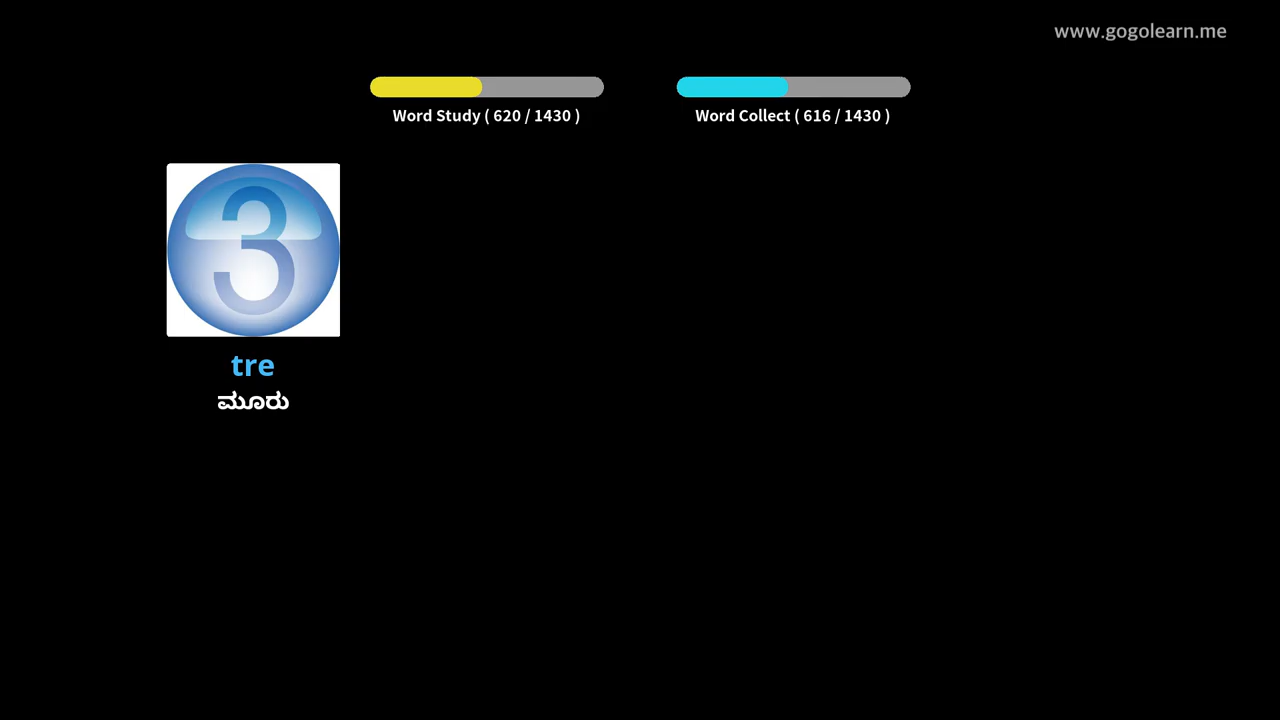 www.gogolearn.me
Word Study ( 620 / 1430 )
Word Collect ( 616 / 1430 )
3
tre
ಮೂರು